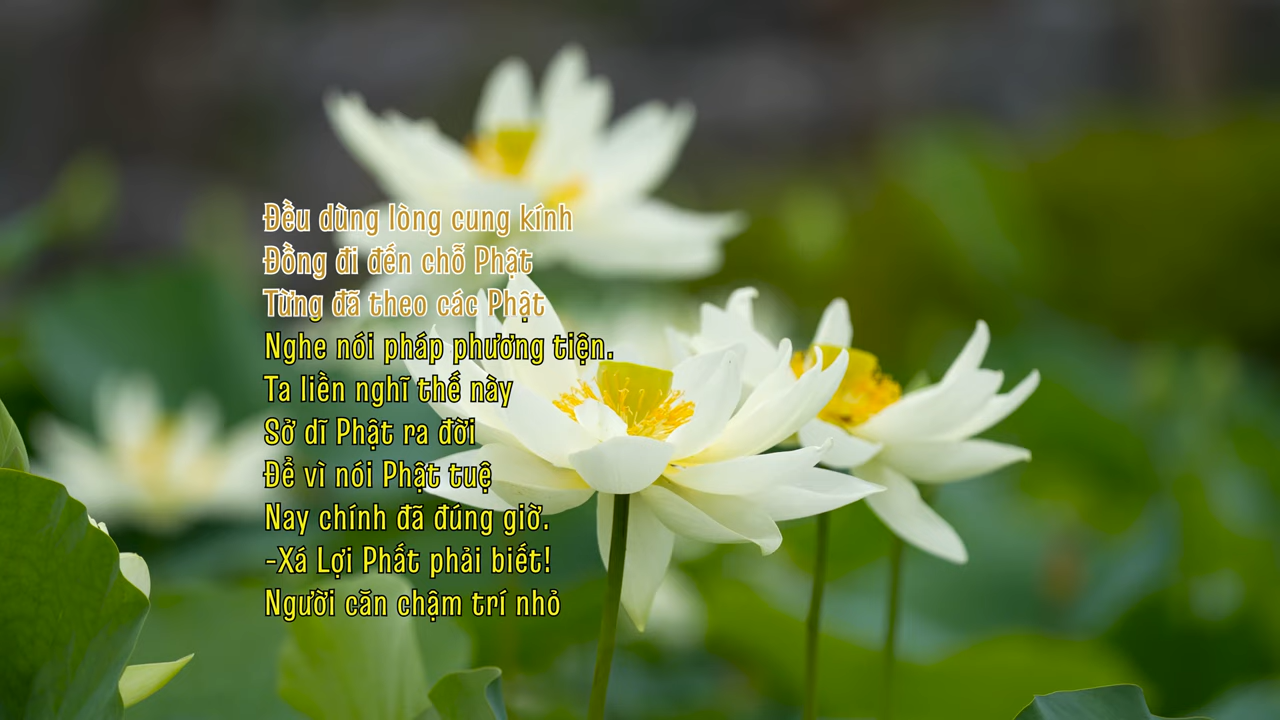 Đều dùng lòng cung kính
Đồng đi đến chỗ Phật
Từng đã theo các Phật
Nghe nói pháp phương tiện.
Ta liền nghĩ thế này
Sở dĩ Phật ra đời
Để vì nói Phật tuệ
Nay chính đã đúng giờ.
-Xá Lợi Phất phải biết!
Người căn chậm trí nhỏ